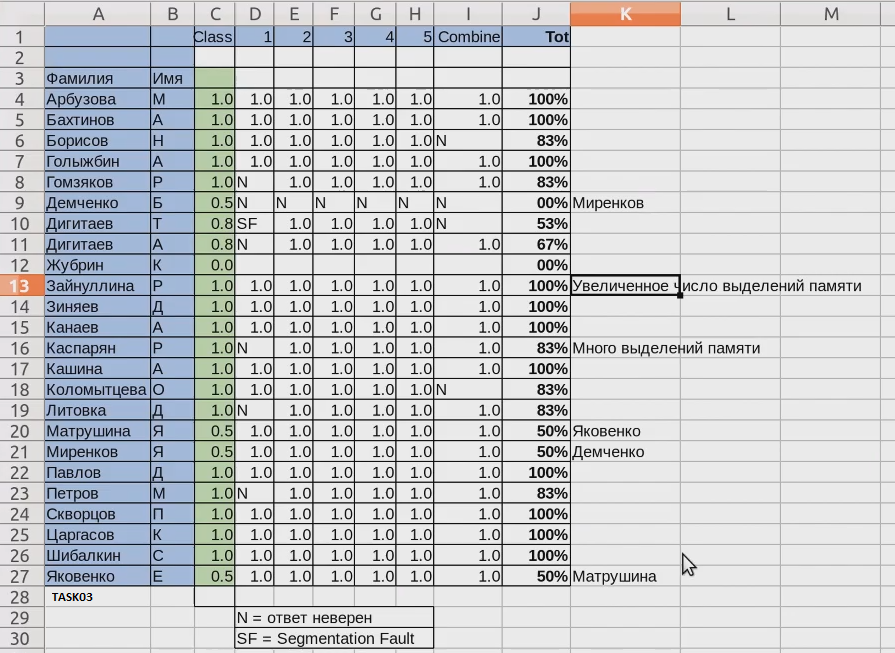 A B C D E F G H I J K L M
1 Class 1 2 3 4 5 Combine Tot
2
3 Фамилия Имя
4 Арбузова М 1.0 1.0 1.0 1.0 1.0 1.0 1.0 100%
5 Бахтинов А 1.0 1.0 1.0 1.0 1.0 1.0 1.0 100%
6 Борисов Н 1.0 1.0 1.0 1.0 1.0 1.0 N 83%
7 Голыжбин А 1.0 1.0 1.0 1.0 1.0 1.0 1.0 100%
8 Гомзяков Р 1.0 N 1.0 1.0 1.0 1.0 1.0 83%
9 Демченко Б 0.5 N N N N N N 00% Миренков
10 Дигитаев Т 0.8 SF 1.0 1.0 1.0 1.0 N 53%
11 Дигитаев А 0.8 N 1.0 1.0 1.0 1.0 1.0 67%
12 Жубрин К 0.0 00%
13 Зайнуллина Р 1.0 1.0 1.0 1.0 1.0 1.0 1.0 100% Увеличенное число выделений памяти
14 Зиняев Д 1.0 1.0 1.0 1.0 1.0 1.0 1.0 100%
15 Канаев А 1.0 1.0 1.0 1.0 1.0 1.0 1.0 100%
16 Каспарян Р 1.0 N 1.0 1.0 1.0 1.0 1.0 83% Много выделений памяти
17 Кашина А 1.0 1.0 1.0 1.0 1.0 1.0 1.0 100%
18 Коломытцева О 1.0 1.0 1.0 1.0 1.0 1.0 N 83%
19 Литовка Д 1.0 N 1.0 1.0 1.0 1.0 1.0 83%
20 Матрушина Я 0.5 1.0 1.0 1.0 1.0 1.0 1.0 50% Яковенко
21 Миренков Я 0.5 1.0 1.0 1.0 1.0 1.0 1.0 50% Демченко
22 Павлов Д 1.0 1.0 1.0 1.0 1.0 1.0 1.0 100%
23 Петров М 1.0 N 1.0 1.0 1.0 1.0 1.0 83%
24 Скворцов П 1.0 1.0 1.0 1.0 1.0 1.0 1.0 100%
25 Царгасов К 1.0 1.0 1.0 1.0 1.0 1.0 1.0 100%
26 Шибалкин С 1.0 1.0 1.0 1.0 1.0 1.0 1.0 100%
27 Яковенко Е 0.5 1.0 1.0 1.0 1.0 1.0 1.0 50% Матрушина
28 TASK03
29 N = ответ неверен
30 SF = Segmentation Fault